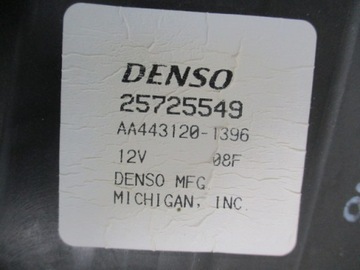 DENSO
25725549
AA443120-1396
12V 08F
DENSO MFG
MICHIGAN, INC.